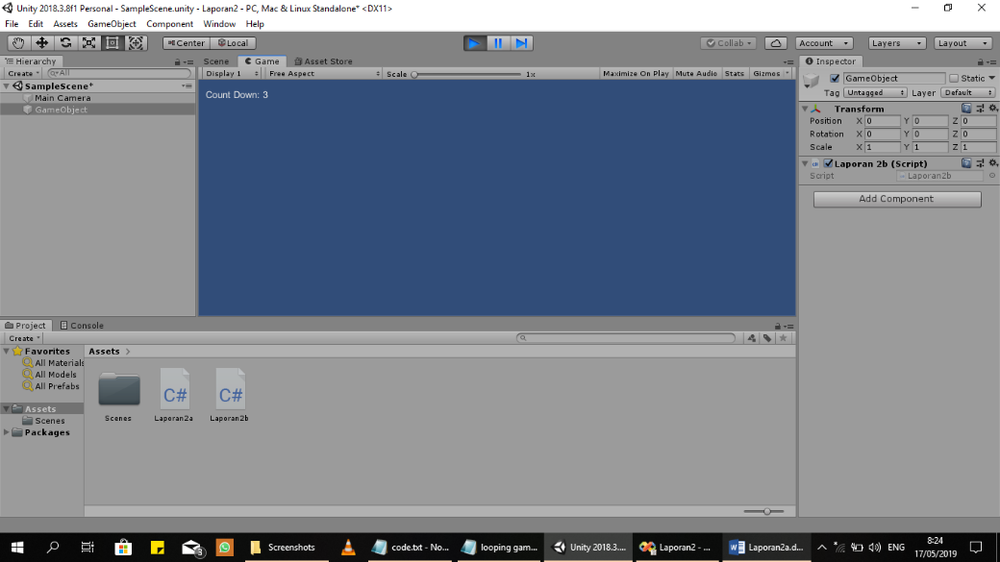 Unity 2018.3.8f1 Personal - SampleScene.unity - Laporan2 - PC, Mac & Linux Standalone* <DX11>
File Edit Assets GameObject Component Window Help
Center Local Collab Account Layers Layout
Hierarchy
Create All
SampleScene*
Main Camera
GameObject
Scene Game Asset Store
Display 1 Free Aspect Scale 1x Maximize On Play Mute Audio Stats Gizmos
Count Down: 3
Inspector
GameObject Static
Tag Untagged Layer Default
Transform
Position X 0 Y 0 Z 0
Rotation X 0 Y 0 Z 0
Scale X 1 Y 1 Z 1
Laporan 2b (Script)
Script Laporan2b
Add Component
Project Console
Create
Favorites
All Materials
All Models
All Prefabs
Assets
Scenes
Packages
Assets
C# C#
Scenes Laporan2a Laporan2b
3 Screenshots code.txt - No... looping gam... Unity 2018.3.... Laporan2 - ... Laporan2a.d... ENG 8:24
17/05/2019